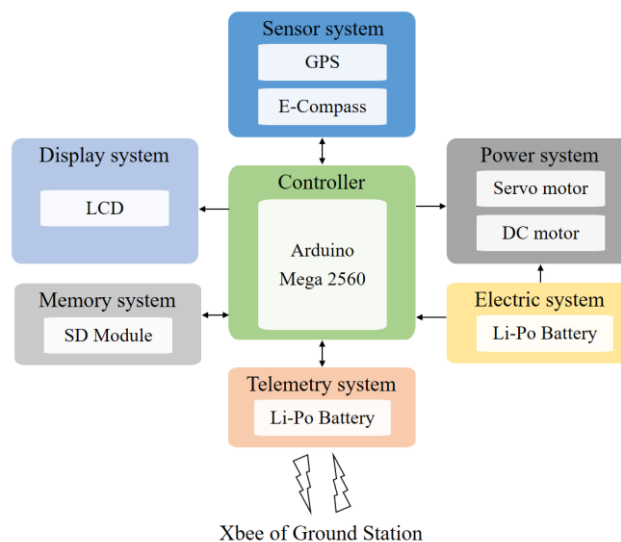 Sensor system
GPS
E-Compass
Display system
LCD
Controller
Arduino
Mega 2560
Power system
Servo motor
DC motor
Memory system
SD Module
Electric system
Li-Po Battery
Telemetry system
Li-Po Battery
Xbee of Ground Station